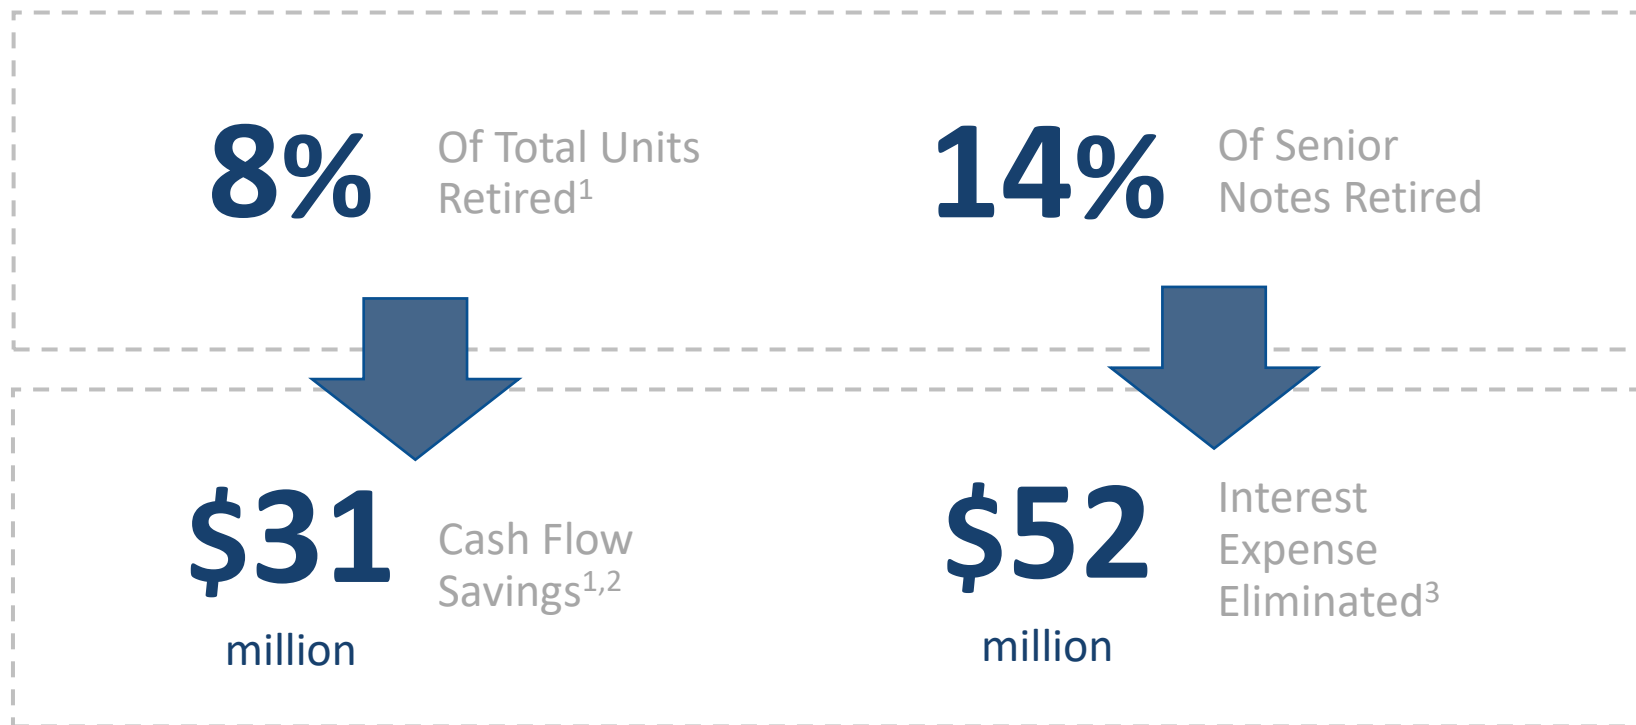 8%
Of Total Units
Retired1
14%
Of Senior
Notes Retired
$31
million
Cash Flow
Savings1,2
$52
million
Interest
Expense
Eliminated3